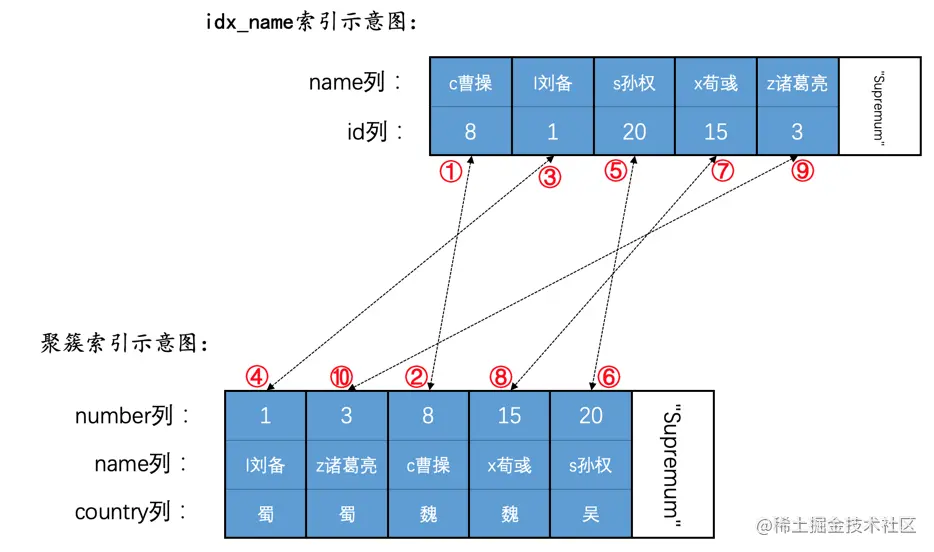 idx_name索引示意图：
name列： c曹操 l刘备 s孙权 x荀彧 z诸葛亮 "Supremum"
id列： 8 1 20 15 3
① ③ ⑤ ⑦ ⑨
聚簇索引示意图：
④ ⑩ ② ⑧ ⑥
number列： 1 3 8 15 20 "Supremum"
name列： l刘备 z诸葛亮 c曹操 x荀彧 s孙权
country列： 蜀 蜀 魏 魏 吴
@稀土掘金技术社区